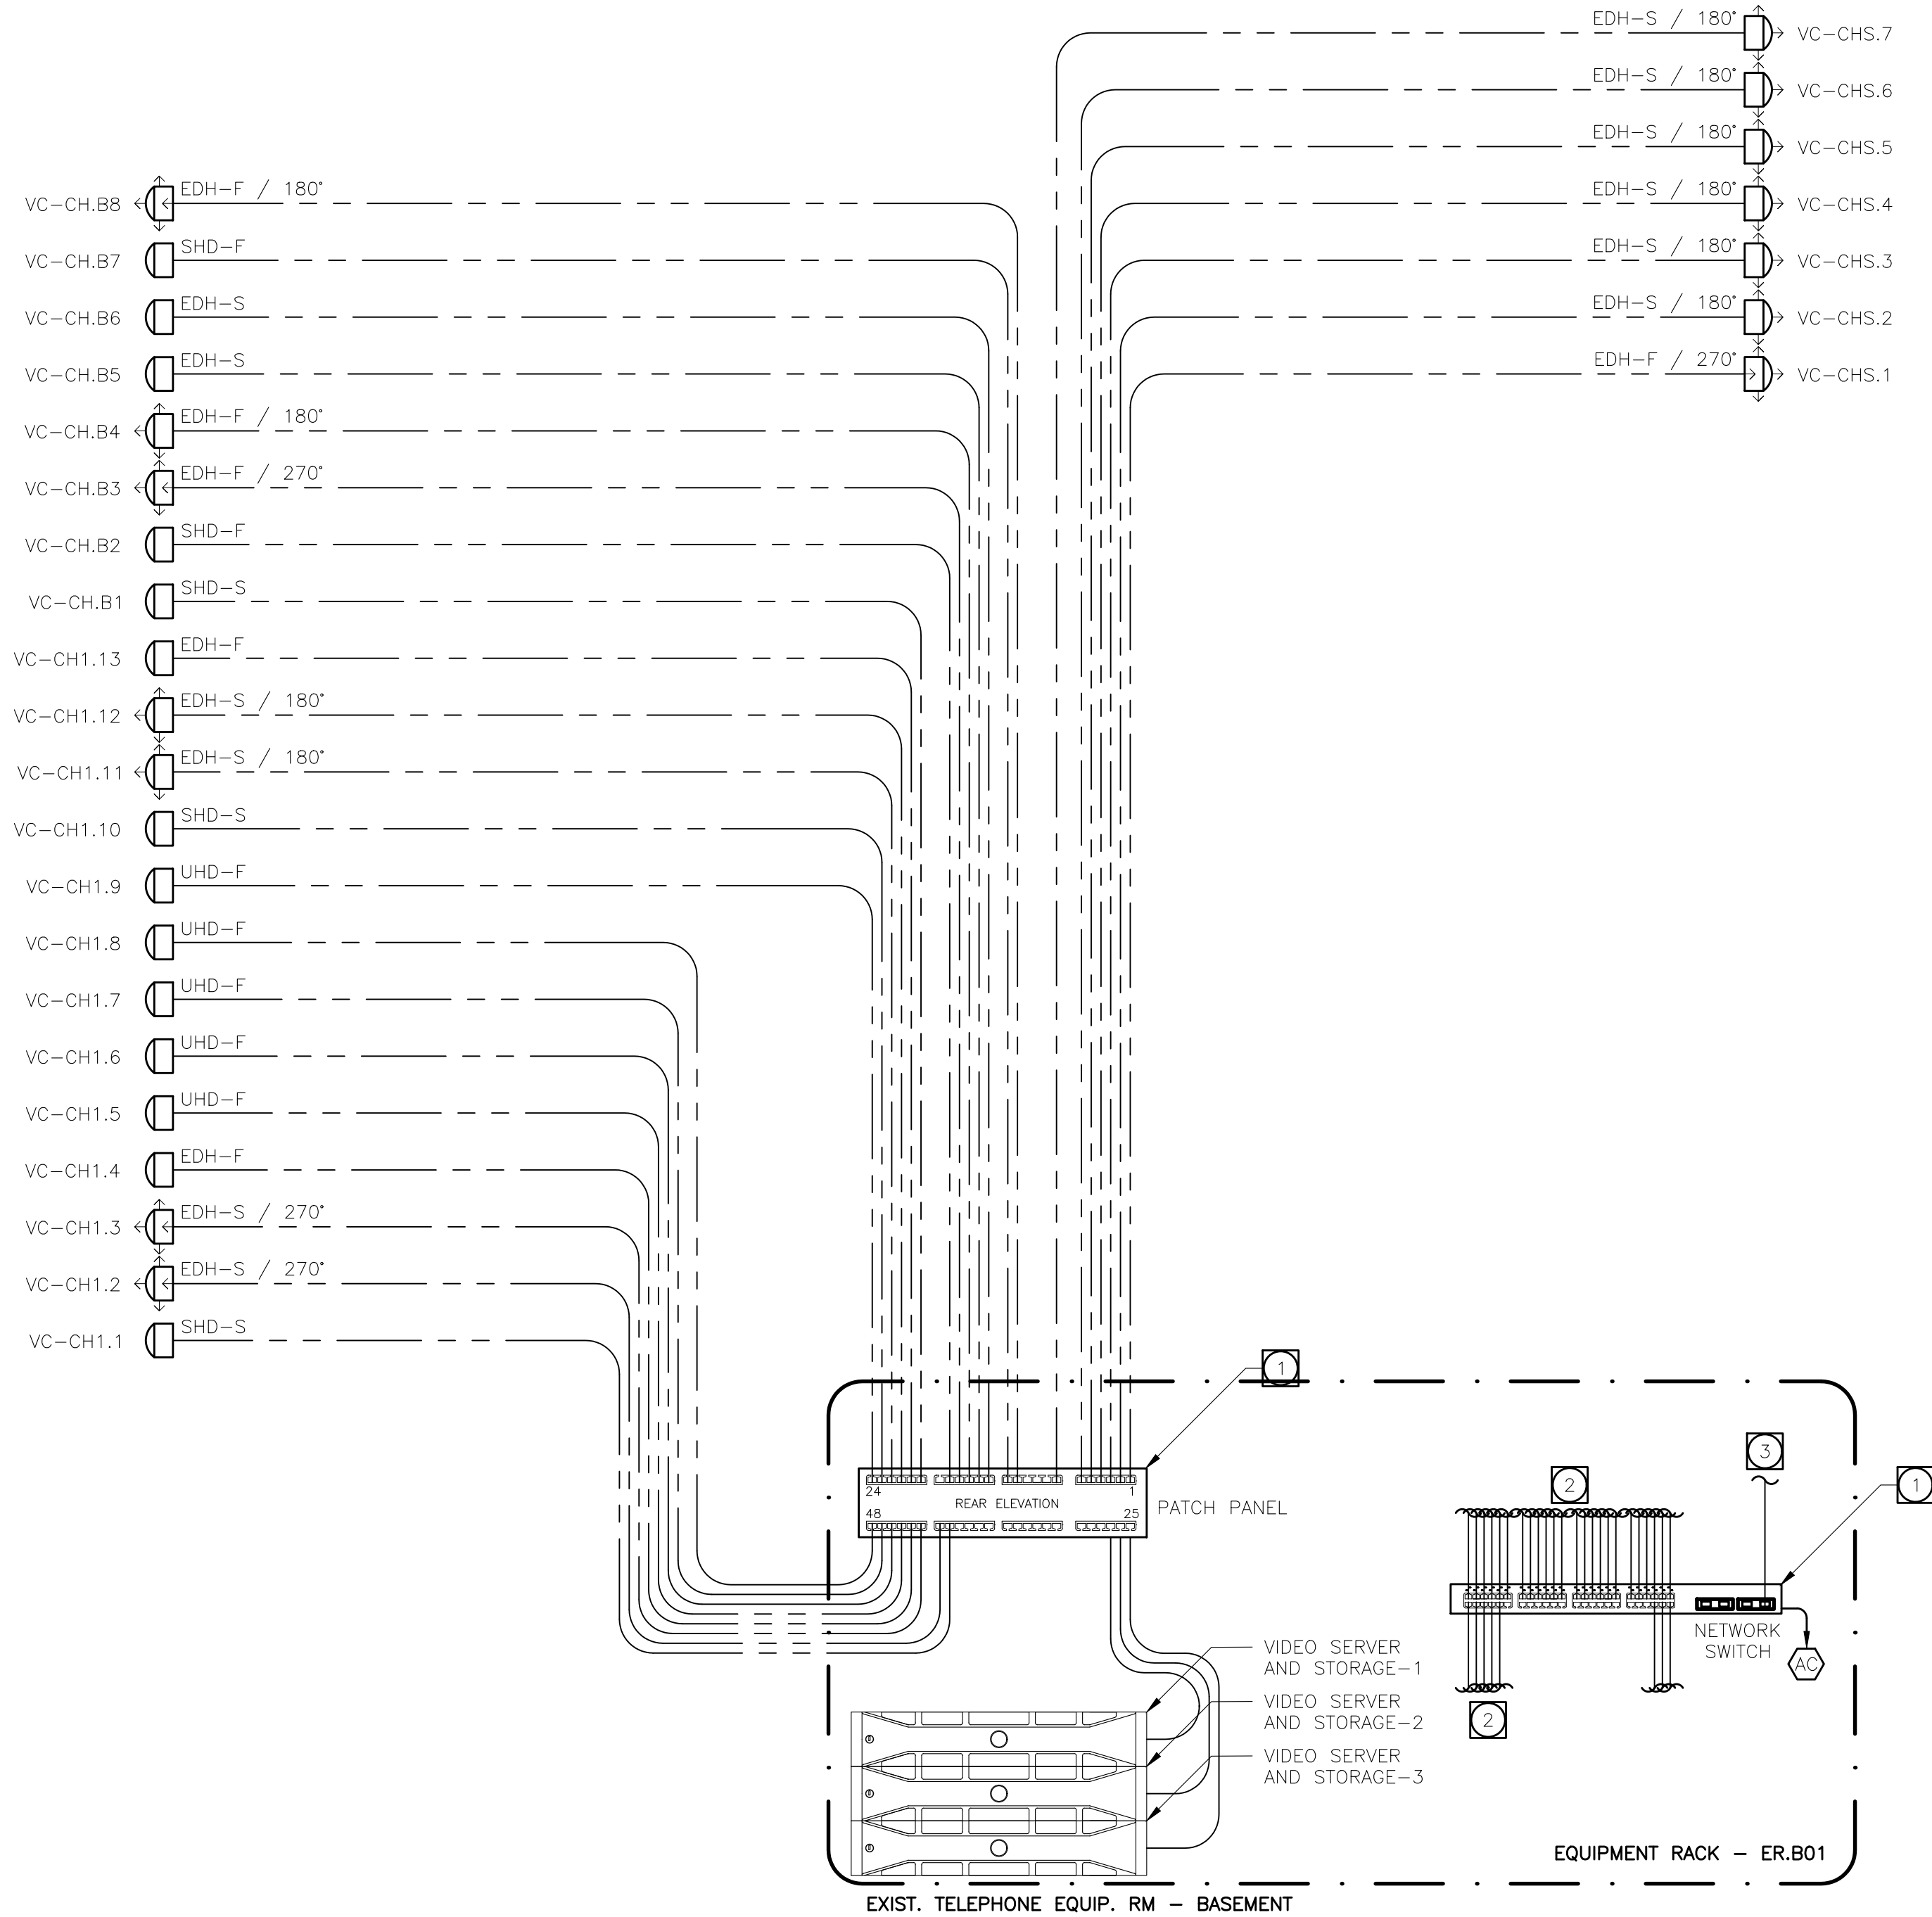 EDH-S / 180° VC-CHS.7
EDH-S / 180° VC-CHS.6
EDH-S / 180° VC-CHS.5
EDH-S / 180° VC-CHS.4
EDH-S / 180° VC-CHS.3
EDH-S / 180° VC-CHS.2
EDH-F / 270° VC-CHS.1
VC-CH.B8 EDH-F / 180°
VC-CH.B7 SHD-F
VC-CH.B6 EDH-S
VC-CH.B5 EDH-S
VC-CH.B4 EDH-F / 180°
VC-CH.B3 EDH-F / 270°
VC-CH.B2 SHD-F
VC-CH.B1 SHD-S
VC-CH1.13 EDH-F
VC-CH1.12 EDH-S / 180°
VC-CH1.11 EDH-S / 180°
VC-CH1.10 SHD-S
VC-CH1.9 UHD-F
VC-CH1.8 UHD-F
VC-CH1.7 UHD-F
VC-CH1.6 UHD-F
VC-CH1.5 UHD-F
VC-CH1.4 EDH-F
VC-CH1.3 EDH-S / 270°
VC-CH1.2 EDH-S / 270°
VC-CH1.1 SHD-S
1
24 1
REAR ELEVATION
48 25
PATCH PANEL
3
2
1
NETWORK
SWITCH
AC
2
VIDEO SERVER
AND STORAGE-1
VIDEO SERVER
AND STORAGE-2
VIDEO SERVER
AND STORAGE-3
EQUIPMENT RACK - ER.B01
EXIST. TELEPHONE EQUIP. RM - BASEMENT